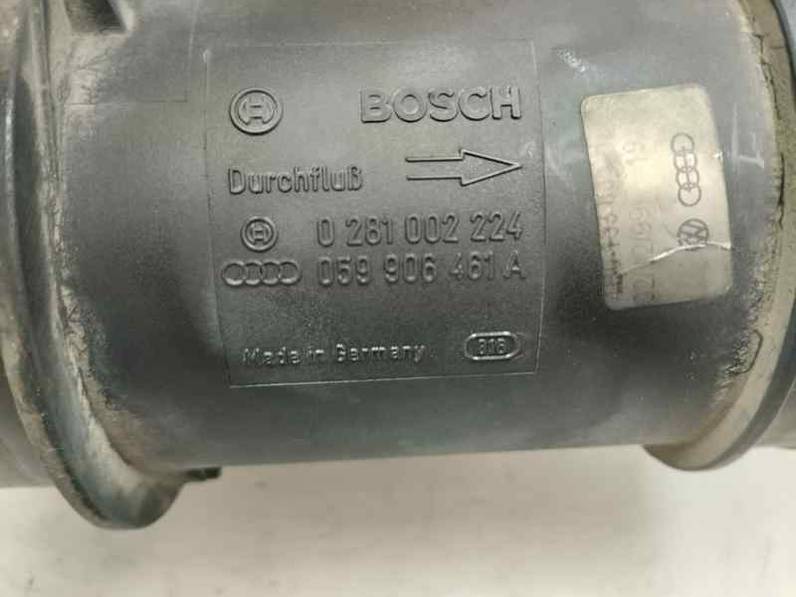 BOSCH
Durchfluß
0 281 002 224
059 906 461 A
Made in Germany 316